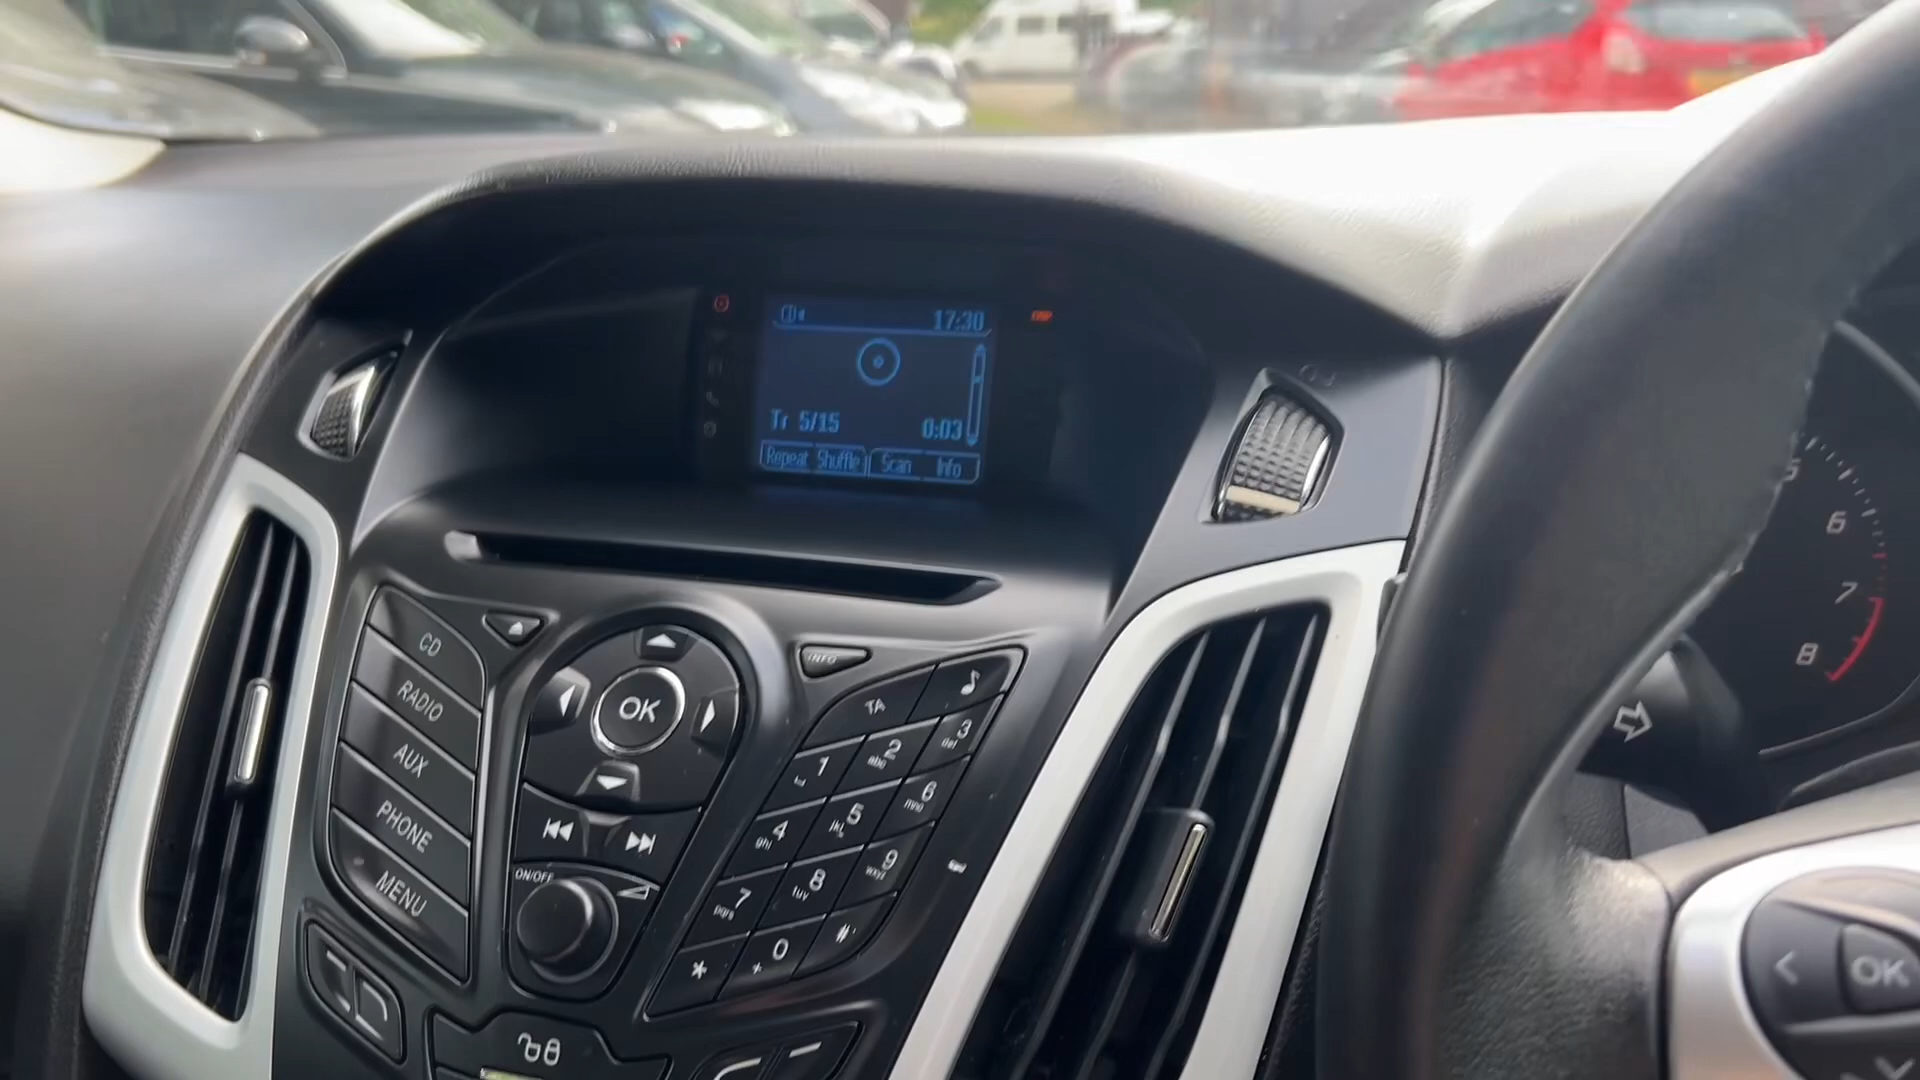 17:30
Tr 5/15 0:03
Repeat Shuffle Scan Info
CD
RADIO
AUX
PHONE
MENU
OK
ON/OFF
INFO
TA
1
2 abc
3 def
4 ghi
5 jkl
6 mno
7 pqrs
8 tuv
9 wxyz
*
0 +
#
5
6
7
8
OK